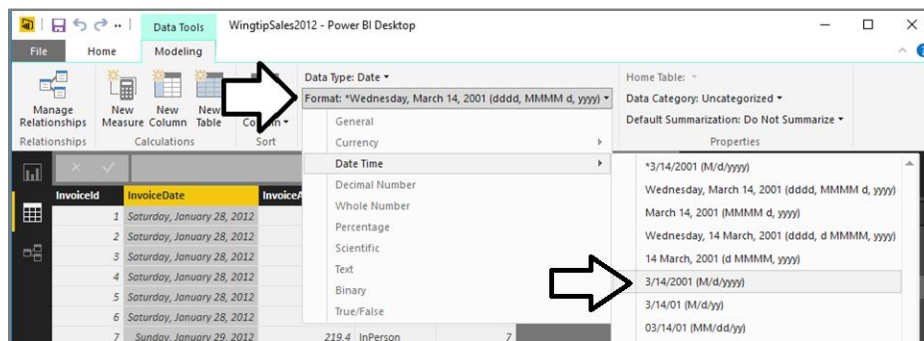 Data Tools
WingtipSales2012 - Power BI Desktop
File
Home
Modeling
Manage
Relationships
New
Measure
New
Column
New
Table
Column
Data Type: Date
Format: *Wednesday, March 14, 2001 (dddd, MMMM d, yyyy)
Home Table:
Data Category: Uncategorized
Default Summarization: Do Not Summarize
Relationships
Calculations
Sort
Properties
General
Currency
Date Time
Decimal Number
Whole Number
Percentage
Scientific
Text
Binary
True/False
*3/14/2001 (M/d/yyyy)
Wednesday, March 14, 2001 (dddd, MMMM d, yyyy)
March 14, 2001 (MMMM d, yyyy)
Wednesday, 14 March, 2001 (dddd, d MMMM, yyyy)
14 March, 2001 (d MMMM, yyyy)
3/14/2001 (M/d/yyyy)
3/14/01 (M/d/yy)
03/14/01 (MM/dd/yy)
InvoiceId InvoiceDate InvoiceA
1 Saturday, January 28, 2012
2 Saturday, January 28, 2012
3 Saturday, January 28, 2012
4 Saturday, January 28, 2012
5 Saturday, January 28, 2012
6 Saturday, January 28, 2012
7 Sunday, January 29, 2012 219.4 InPerson 7